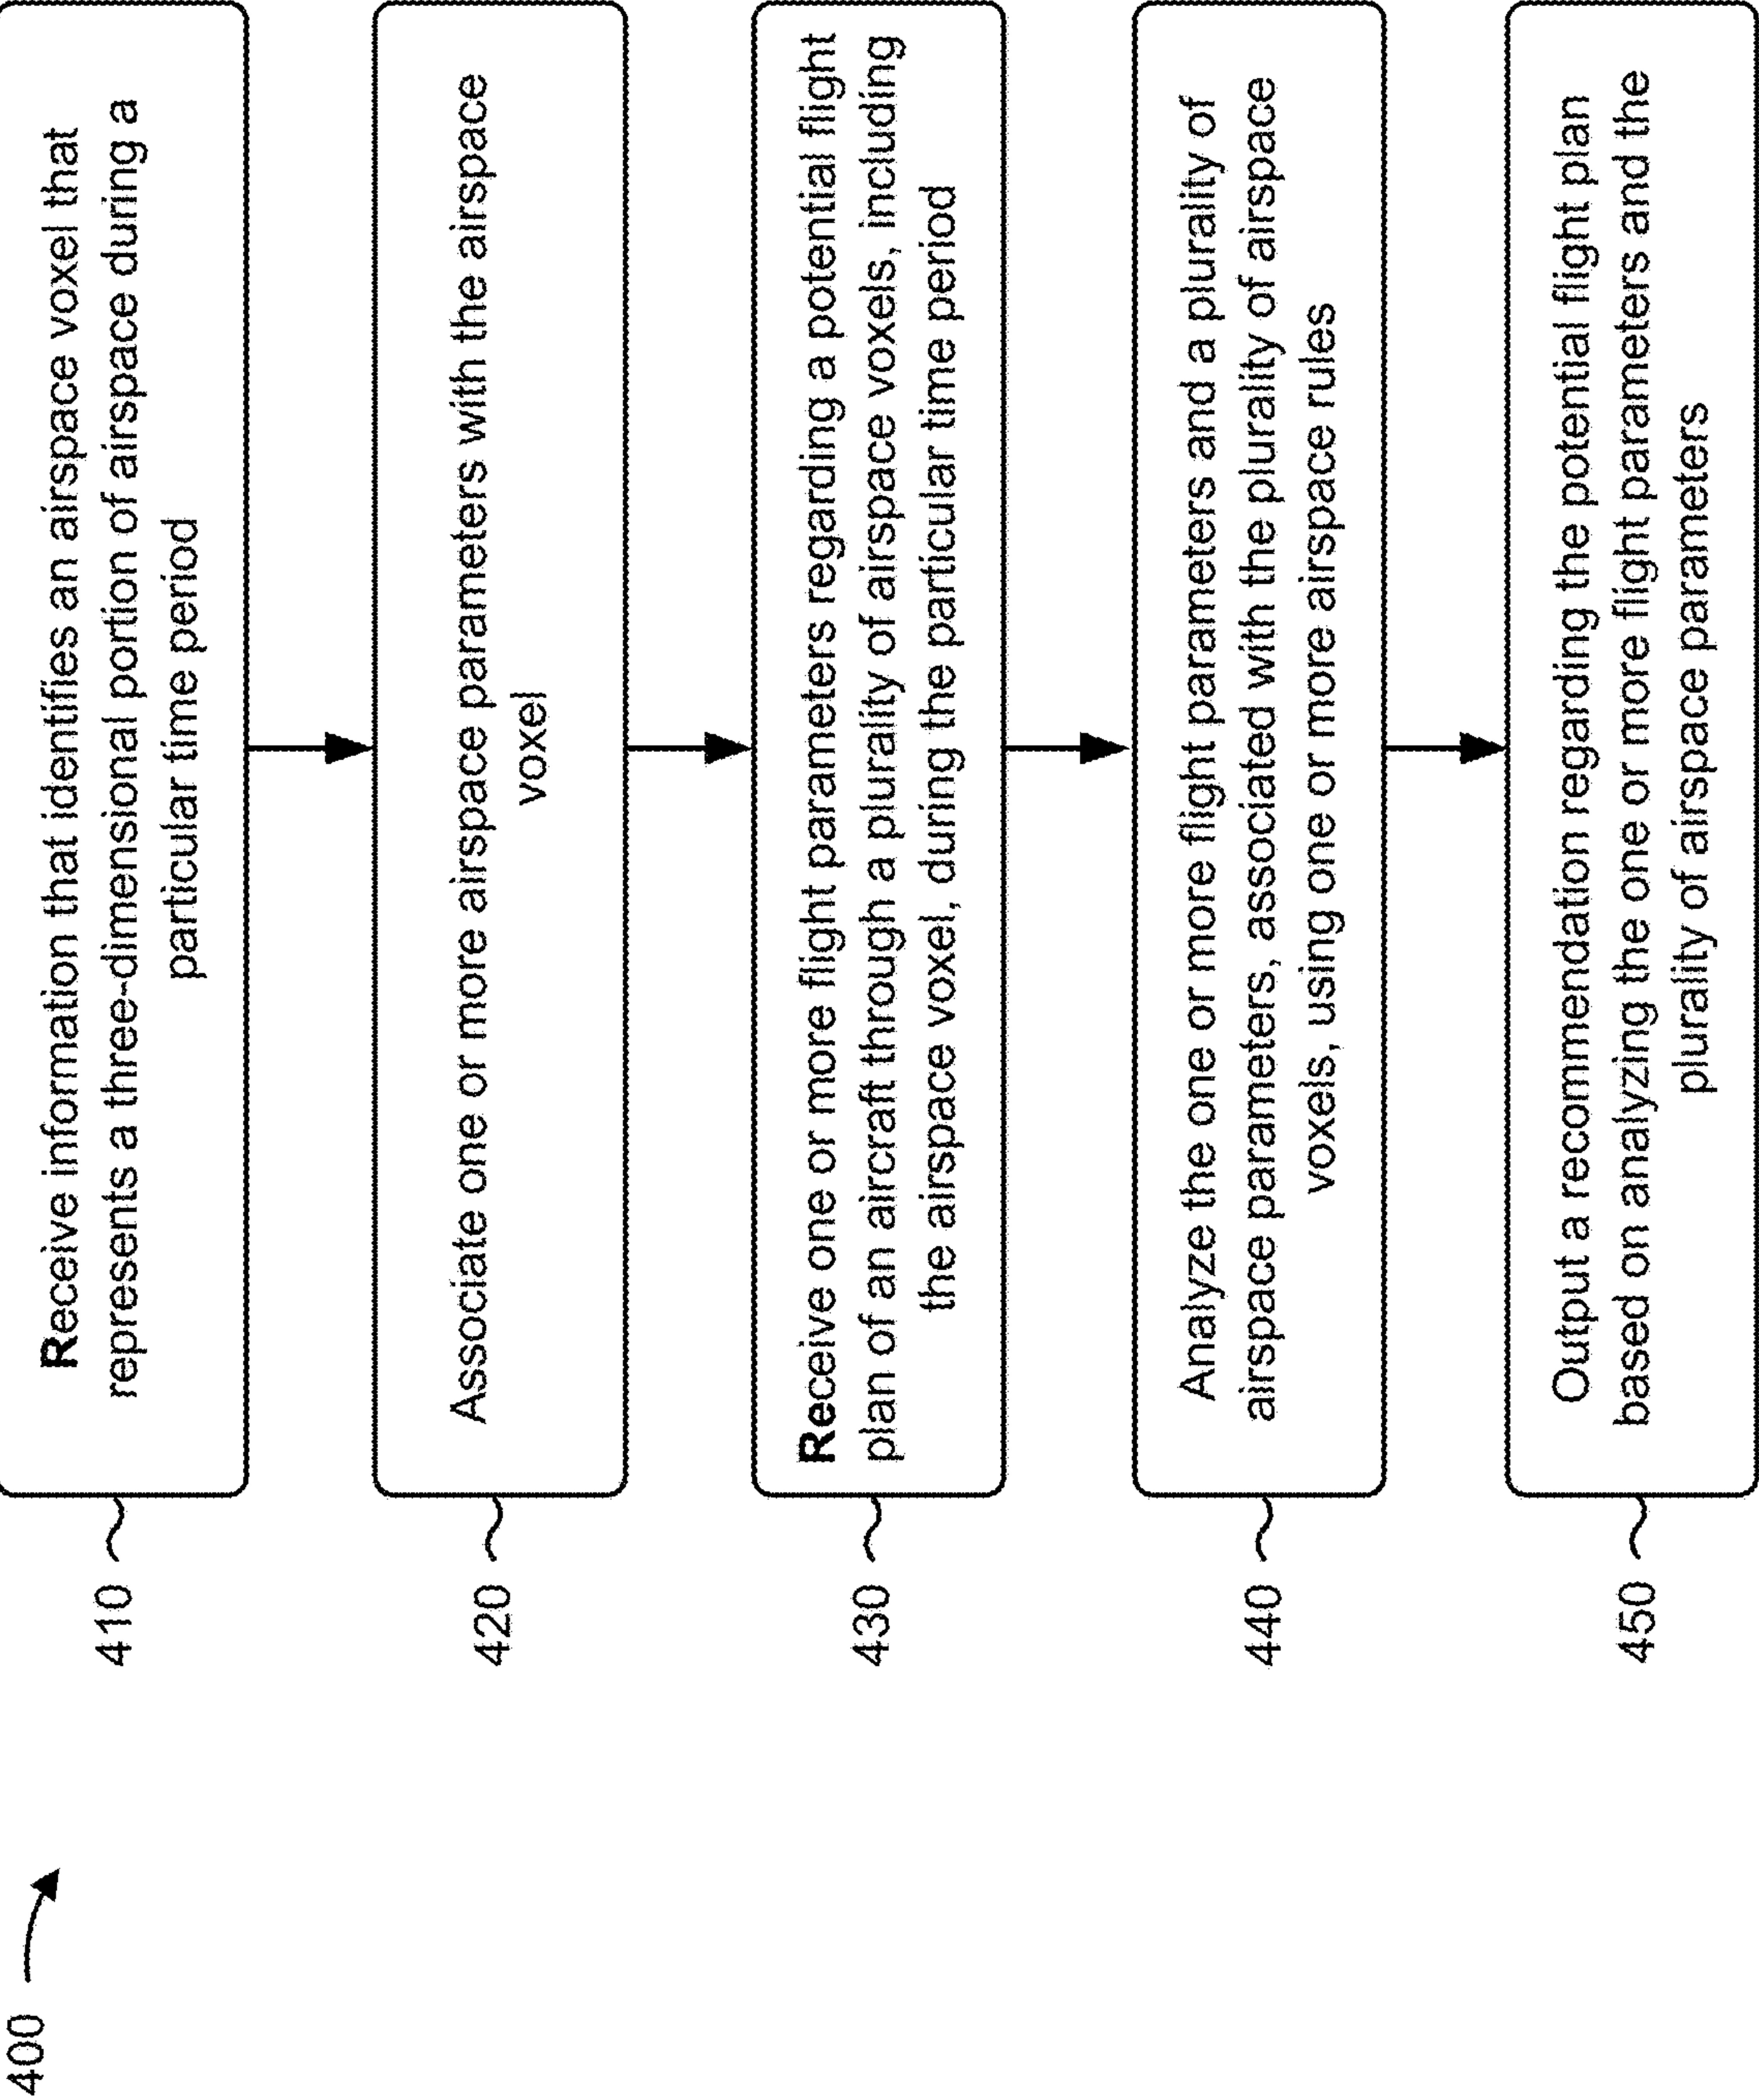 400
410
Receive information that identifies an airspace voxel that
represents a three-dimensional portion of airspace during a
particular time period
420
Associate one or more airspace parameters with the airspace
voxel
430
Receive one or more flight parameters regarding a potential flight
plan of an aircraft through a plurality of airspace voxels, including
the airspace voxel, during the particular time period
440
Analyze the one or more flight parameters and a plurality of
airspace parameters, associated with the plurality of airspace
voxels, using one or more airspace rules
450
Output a recommendation regarding the potential flight plan
based on analyzing the one or more flight parameters and the
plurality of airspace parameters